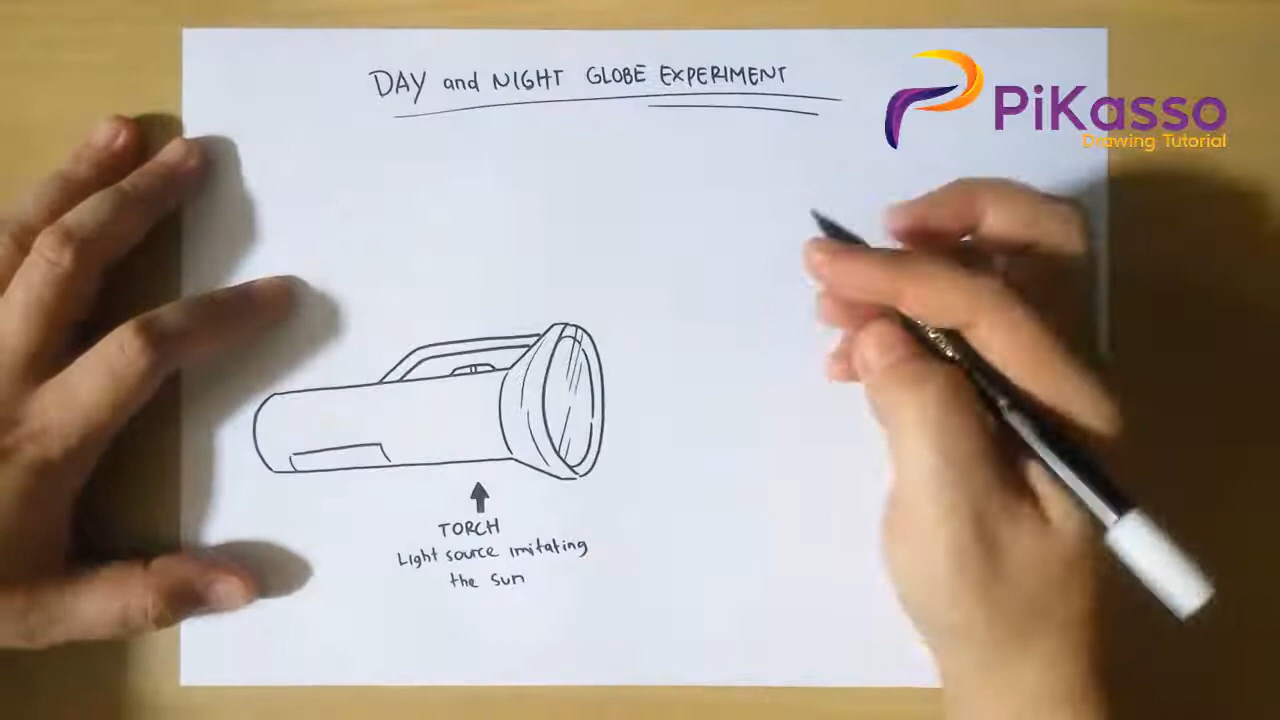 DAY and NIGHT GLOBE EXPERIMENT
PiKasso
Drawing Tutorial
TORCH
Light source imitating
the sun